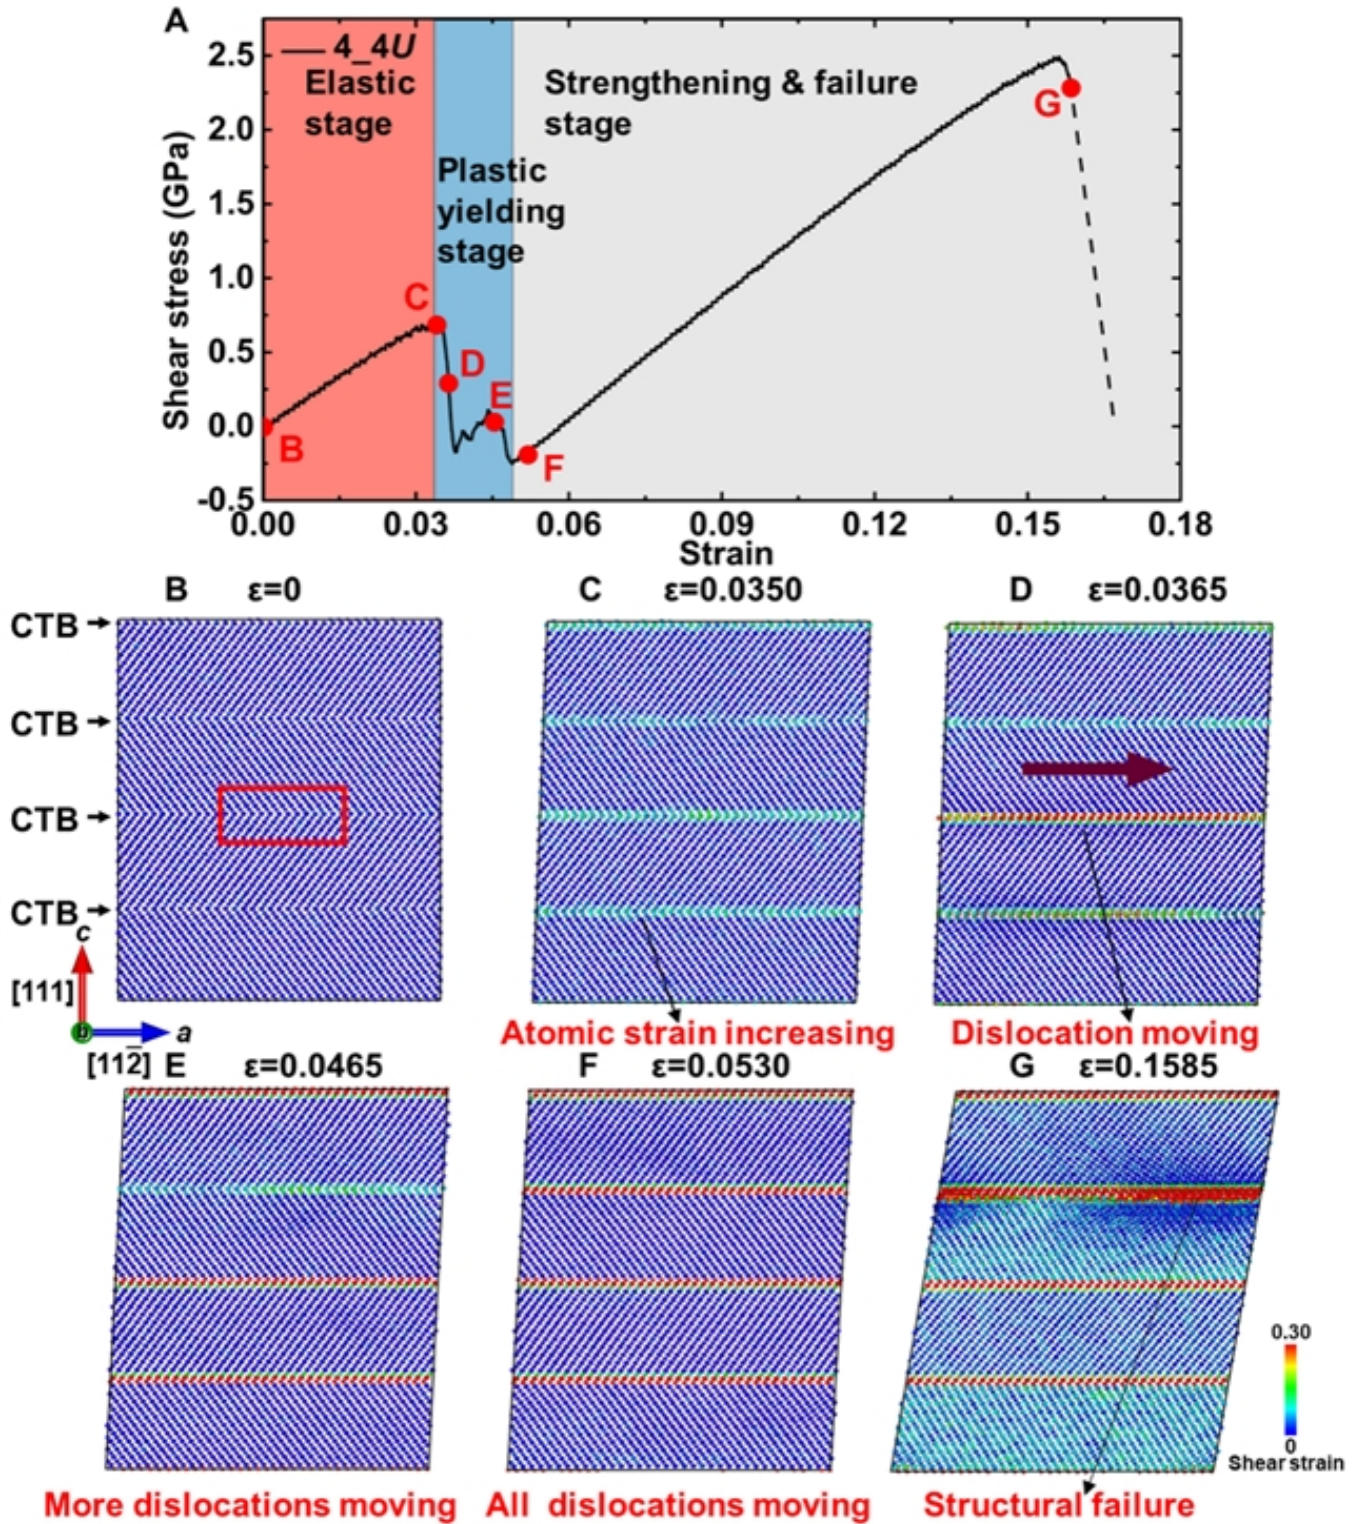 A
4_4U
Elastic
stage
Strengthening & failure
stage
Plastic
yielding
stage
Shear stress (GPa)
2.5
2.0
1.5
1.0
0.5
0.0
-0.5
B
C
D
E
F
G
0.00 0.03 0.06 0.09 0.12 0.15 0.18
Strain
B ε=0
C ε=0.0350
D ε=0.0365
CTB
CTB
CTB
CTB
c
[111]
b
a
[112̅]
Atomic strain increasing
Dislocation moving
E ε=0.0465
F ε=0.0530
G ε=0.1585
0.30
0
Shear strain
More dislocations moving
All dislocations moving
Structural failure